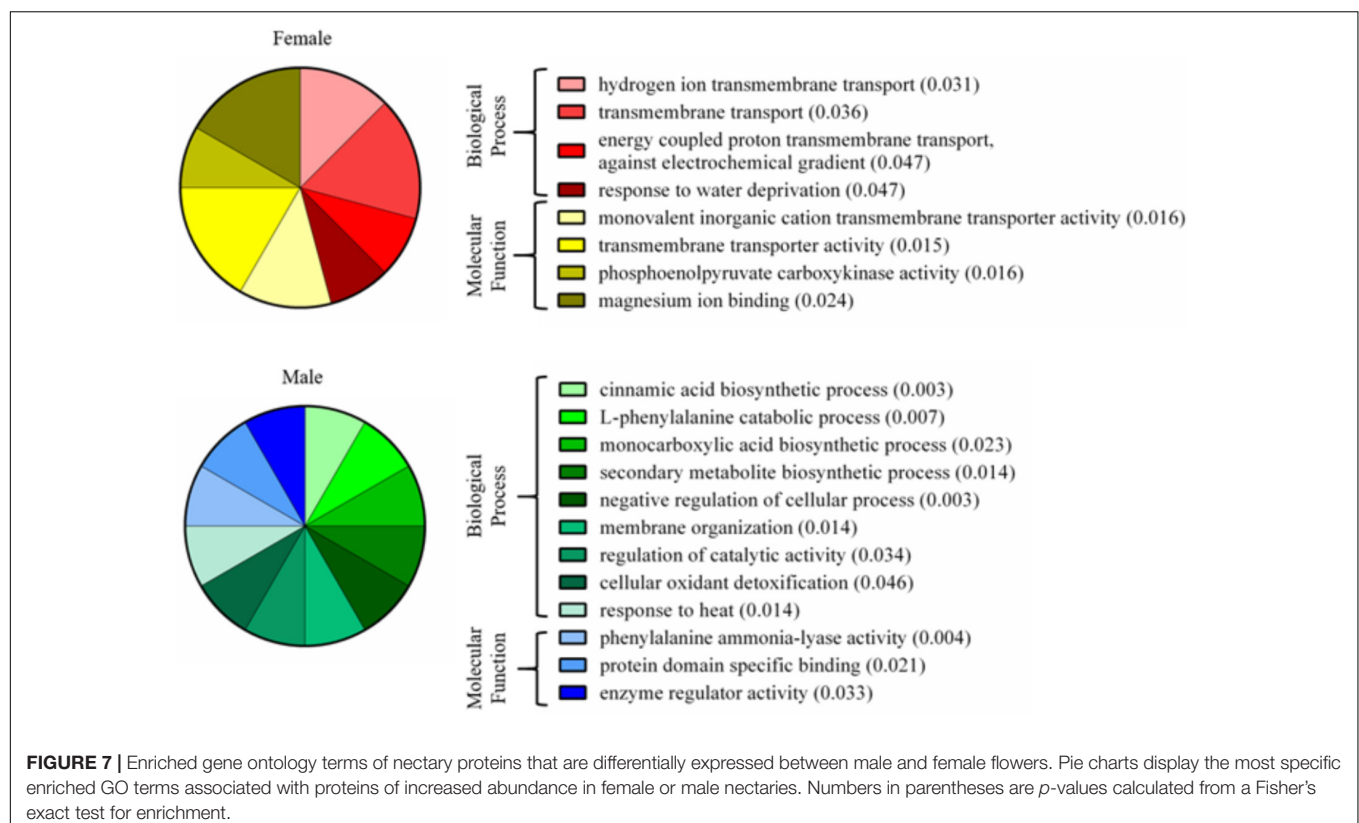 Female
Biological
Process
hydrogen ion transmembrane transport (0.031)
transmembrane transport (0.036)
energy coupled proton transmembrane transport,
against electrochemical gradient (0.047)
response to water deprivation (0.047)
Molecular
Function
monovalent inorganic cation transmembrane transporter activity (0.016)
transmembrane transporter activity (0.015)
phosphoenolpyruvate carboxykinase activity (0.016)
magnesium ion binding (0.024)
Male
Biological
Process
cinnamic acid biosynthetic process (0.003)
L-phenylalanine catabolic process (0.007)
monocarboxylic acid biosynthetic process (0.023)
secondary metabolite biosynthetic process (0.014)
negative regulation of cellular process (0.003)
membrane organization (0.014)
regulation of catalytic activity (0.034)
cellular oxidant detoxification (0.046)
response to heat (0.014)
Molecular
Function
phenylalanine ammonia-lyase activity (0.004)
protein domain specific binding (0.021)
enzyme regulator activity (0.033)
FIGURE 7 | Enriched gene ontology terms of nectary proteins that are differentially expressed between male and female flowers. Pie charts display the most specific
enriched GO terms associated with proteins of increased abundance in female or male nectaries. Numbers in parentheses are p-values calculated from a Fisher's
exact test for enrichment.